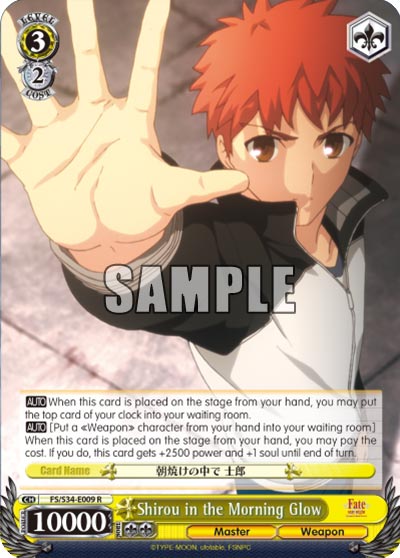 LEVEL
3
2
COST
SAMPLE
AUTO When this card is placed on the stage from your hand, you may put
the top card of your clock into your waiting room.
AUTO [Put a «Weapon» character from your hand into your waiting room]
When this card is placed on the stage from your hand, you may pay the
cost. If you do, this card gets +2500 power and +1 soul until end of turn.
Card Name 朝焼けの中で 士郎
CH FS/S34-E009 R
Shirou in the Morning Glow
Fate
POWER 10000 SOUL
Master Weapon
©TYPE-MOON, ufotable, FSNPC